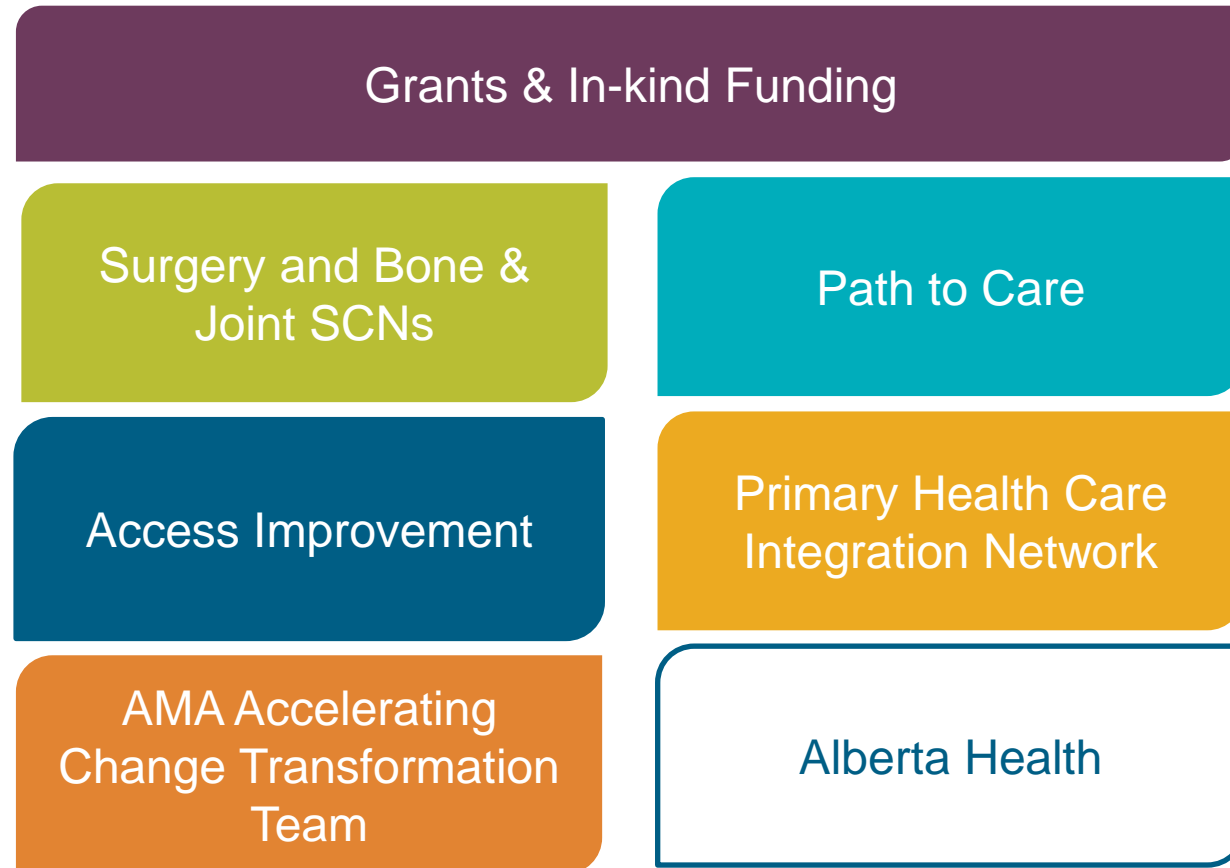 Grants & In-kind Funding
Surgery and Bone &
Joint SCNs
Path to Care
Access Improvement
Primary Health Care
Integration Network
AMA Accelerating
Change Transformation
Team
Alberta Health